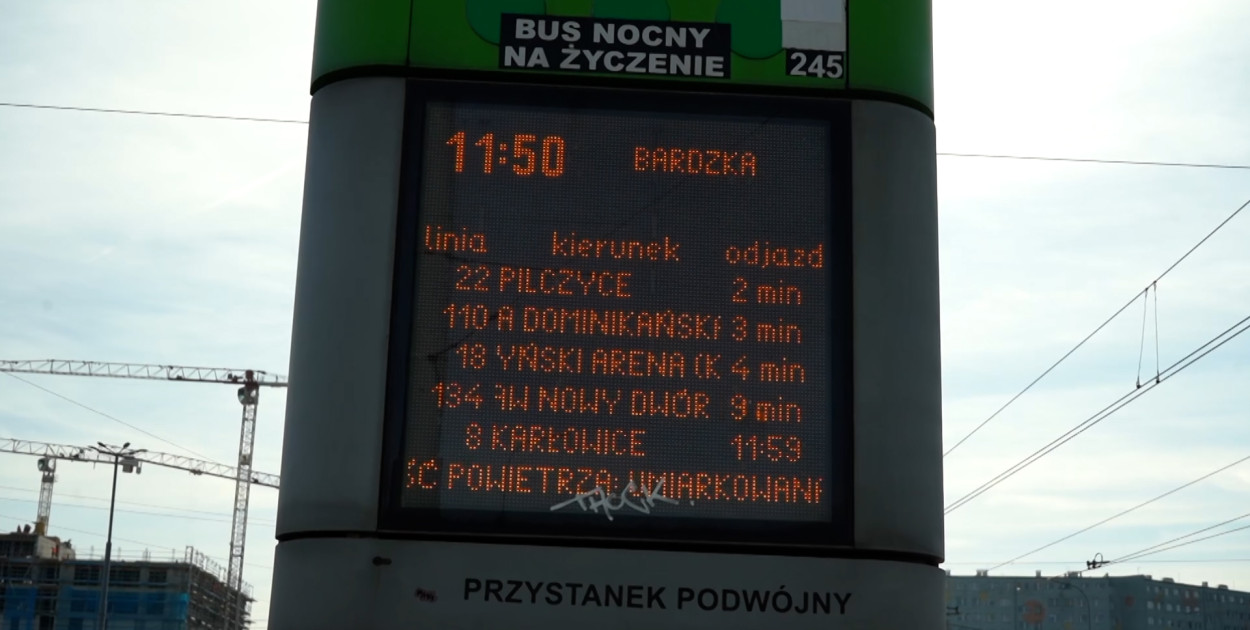 BUS NOCNY
NA ŻYCZENIE
245
11:50 BARDZKA
linia kierunek odjazd
22 PILCZYCE 2 min
110 A DOMINIKAŃSKI 3 min
18 YŃSKI ARENA (K 4 min
134 AW NOWY DWÓR 9 min
8 KARŁOWICE 11:59
ŚĆ POWIETRZA: UMIARKOWAN
THOCIK
PRZYSTANEK PODWÓJNY